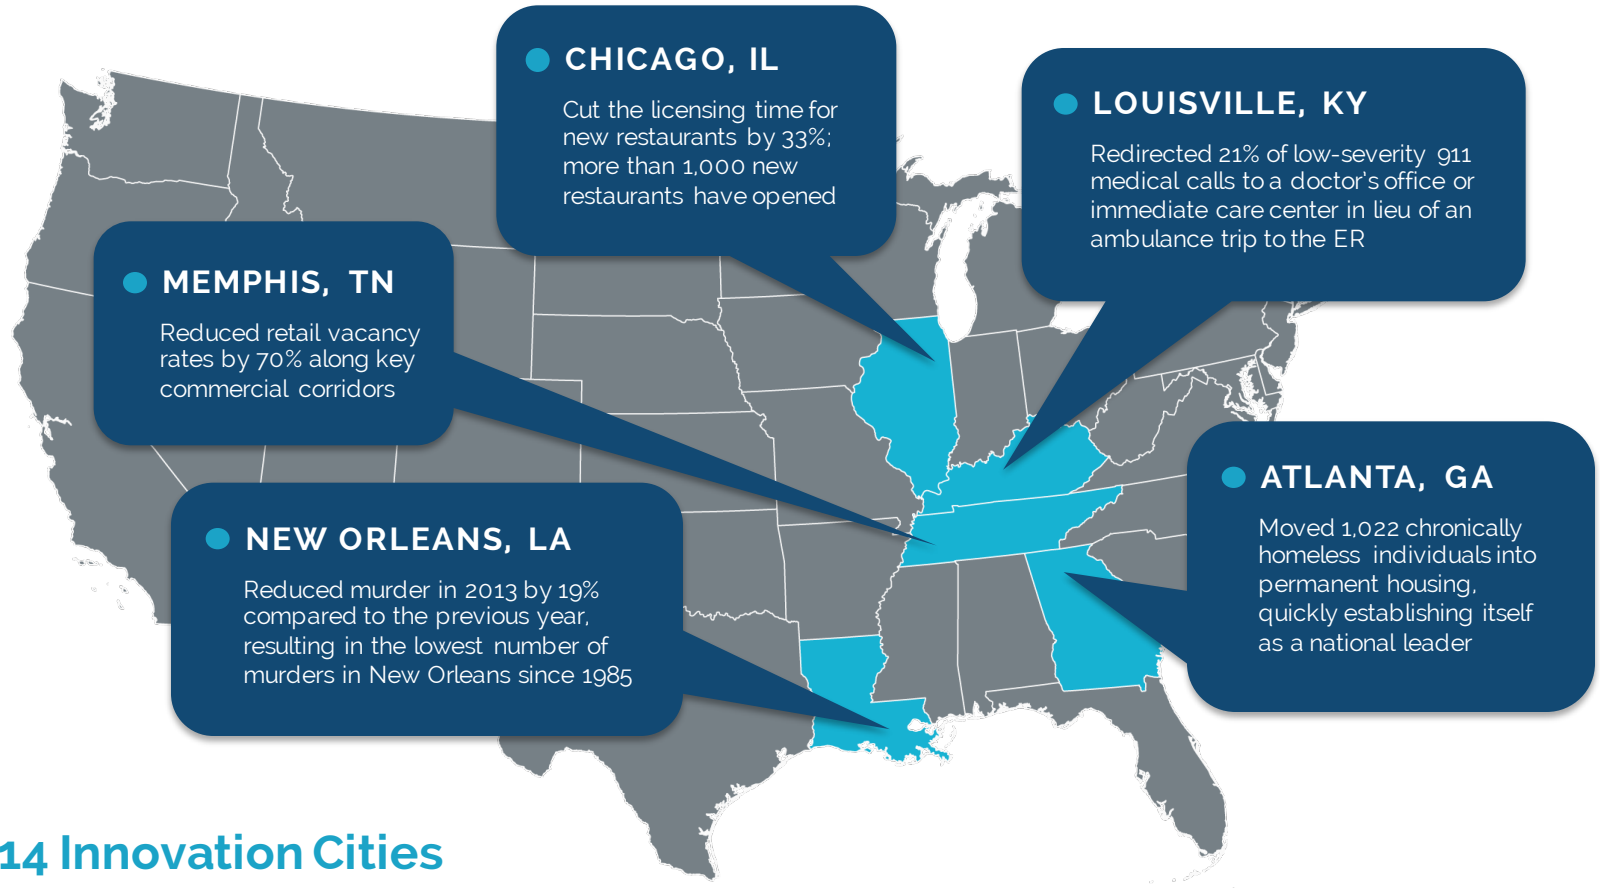 CHICAGO, IL
Cut the licensing time for
new restaurants by 33%;
more than 1,000 new
restaurants have opened
LOUISVILLE, KY
Redirected 21% of low-severity 911
medical calls to a doctor's office or
immediate care center in lieu of an
ambulance trip to the ER
MEMPHIS, TN
Reduced retail vacancy
rates by 70% along key
commercial corridors
ATLANTA, GA
Moved 1,022 chronically
homeless individuals into
permanent housing,
quickly establishing itself
as a national leader
NEW ORLEANS, LA
Reduced murder in 2013 by 19%
compared to the previous year,
resulting in the lowest number of
murders in New Orleans since 1985
14 Innovation Cities